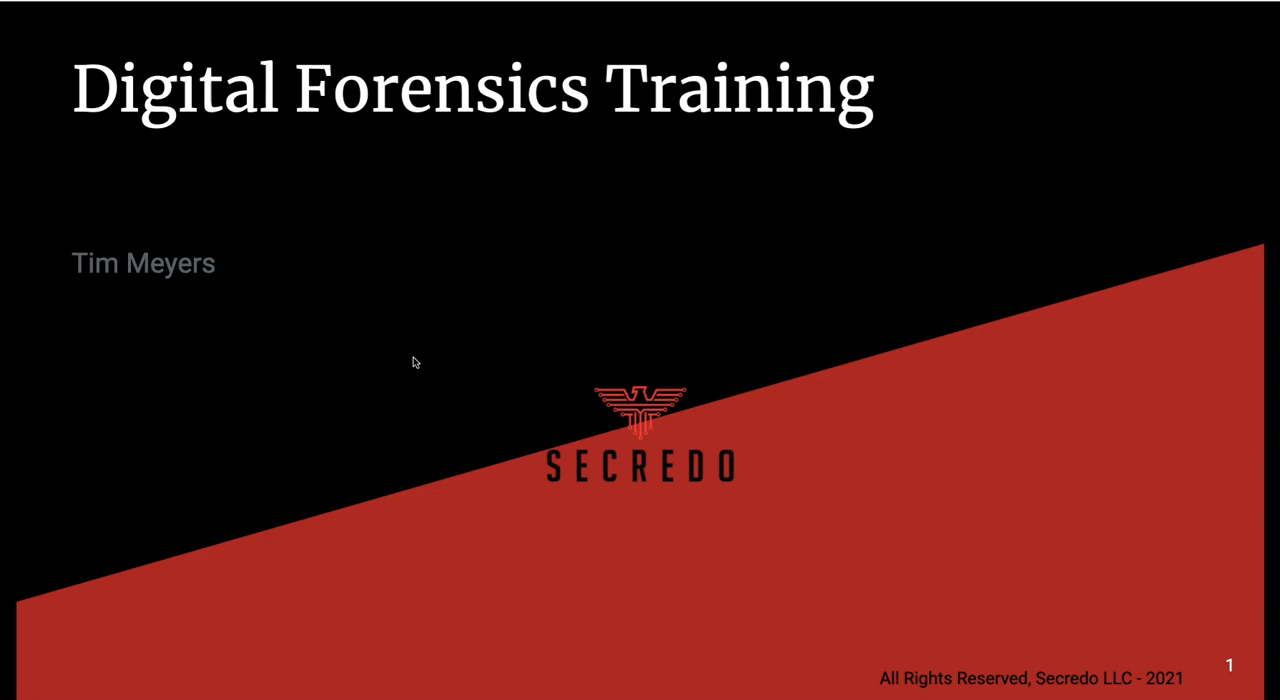 Digital Forensics Training
Tim Meyers
SECREDO
All Rights Reserved, Secredo LLC - 2021
1